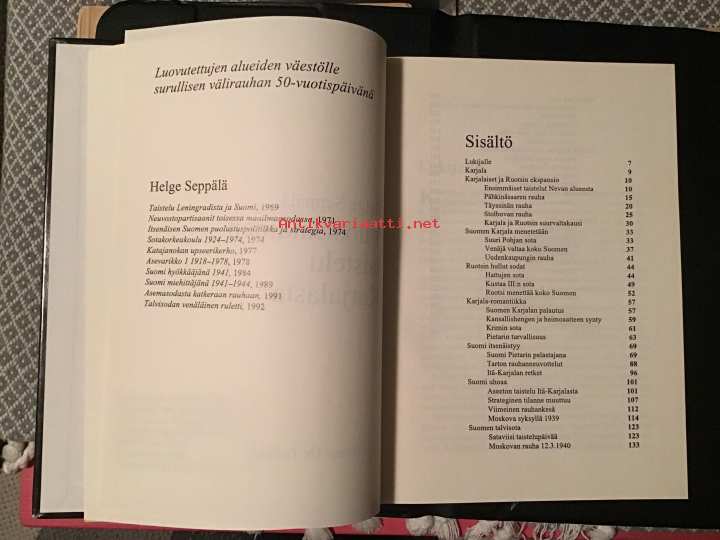 Luovutettujen alueiden väestölle
surullisen välirauhan 50-vuotispäivänä
Helge Seppälä
Taistelu Leningradista ja Suomi, 1969
Neuvostopartisaanit toisessa maailmansodassa, 1971
Itsenäisen Suomen puolustuspolitiikka ja strategia, 1974
Sotakorkeakoulu 1924–1974, 1974
Katajanokan upseerikerho, 1977
Asevarikko 1 1918–1978, 1978
Suomi hyökkääjänä 1941, 1984
Suomi miehittäjänä 1941–1944, 1989
Asemasodasta katkeraan rauhaan, 1991
Talvisodan venäläinen ruletti, 1992
Antikvariaatti.net
Sisältö
Lukijalle 7
Karjala 9
Karjalaiset ja Ruotsin ekspansio 10
Ensimmäiset taistelut Nevan alueesta 10
Pähkinäsaaren rauha 15
Täyssinän rauha 20
Stolbovan rauha 25
Karjala ja Ruotsin suurvaltakausi 31
Suomen Karjala menetetään 33
Suuri Pohjan sota 33
Venäjä valtaa koko Suomen 37
Uudenkaupungin rauha 41
Ruotsin hullut sodat 44
Hattujen sota 44
Kustaa III:n sota 49
Ruotsi menettää koko Suomen 52
Karjala-romantiikka 57
Suomen Karjalan palautus 57
Kansallishengen ja heimoaatteen synty 59
Krimin sota 61
Pietarin turvallisuus 63
Suomi itsenäistyy 69
Suomi Pietarin pelastajana 69
Tarton rauhanneuvottelut 88
Itä-Karjalan retket 96
Suomi uhossa 101
Aseeton taistelu Itä-Karjalasta 101
Strateginen tilanne muuttuu 107
Viimeinen rauhankesä 112
Moskova syksyllä 1939 114
Suomen talvisota 123
Sataviisi taistelupäivää 123
Moskovan rauha 12.3.1940 133